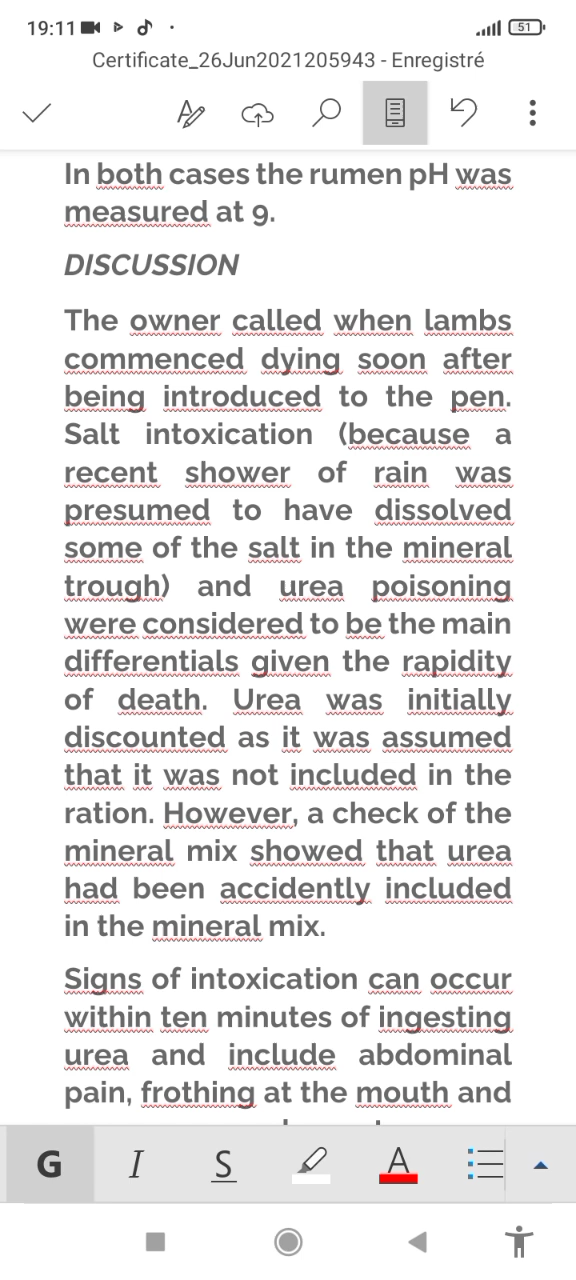 19:11
51
Certificate_26Jun2021205943 - Enregistré
In both cases the rumen pH was
measured at 9.
DISCUSSION
The owner called when lambs
commenced dying soon after
being introduced to the pen.
Salt intoxication (because a
recent shower of rain was
presumed to have dissolved
some of the salt in the mineral
trough) and urea poisoning
were considered to be the main
differentials given the rapidity
of death. Urea was initially
discounted as it was assumed
that it was not included in the
ration. However, a check of the
mineral mix showed that urea
had been accidently included
in the mineral mix.
Signs of intoxication can occur
within ten minutes of ingesting
urea and include abdominal
pain, frothing at the mouth and
G I S A